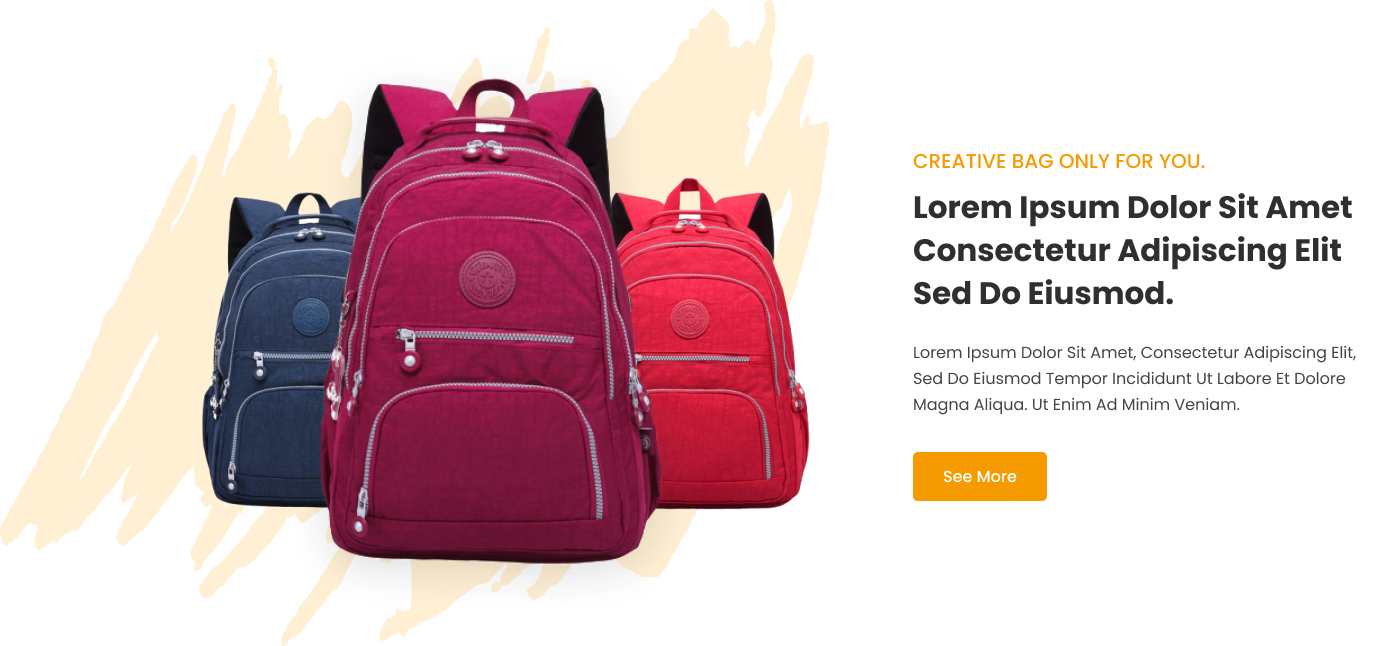 CREATIVE BAG ONLY FOR YOU.
Lorem Ipsum Dolor Sit Amet
Consectetur Adipiscing Elit
Sed Do Eiusmod.
Lorem Ipsum Dolor Sit Amet, Consectetur Adipiscing Elit,
Sed Do Eiusmod Tempor Incididunt Ut Labore Et Dolore
Magna Aliqua. Ut Enim Ad Minim Veniam.
See More